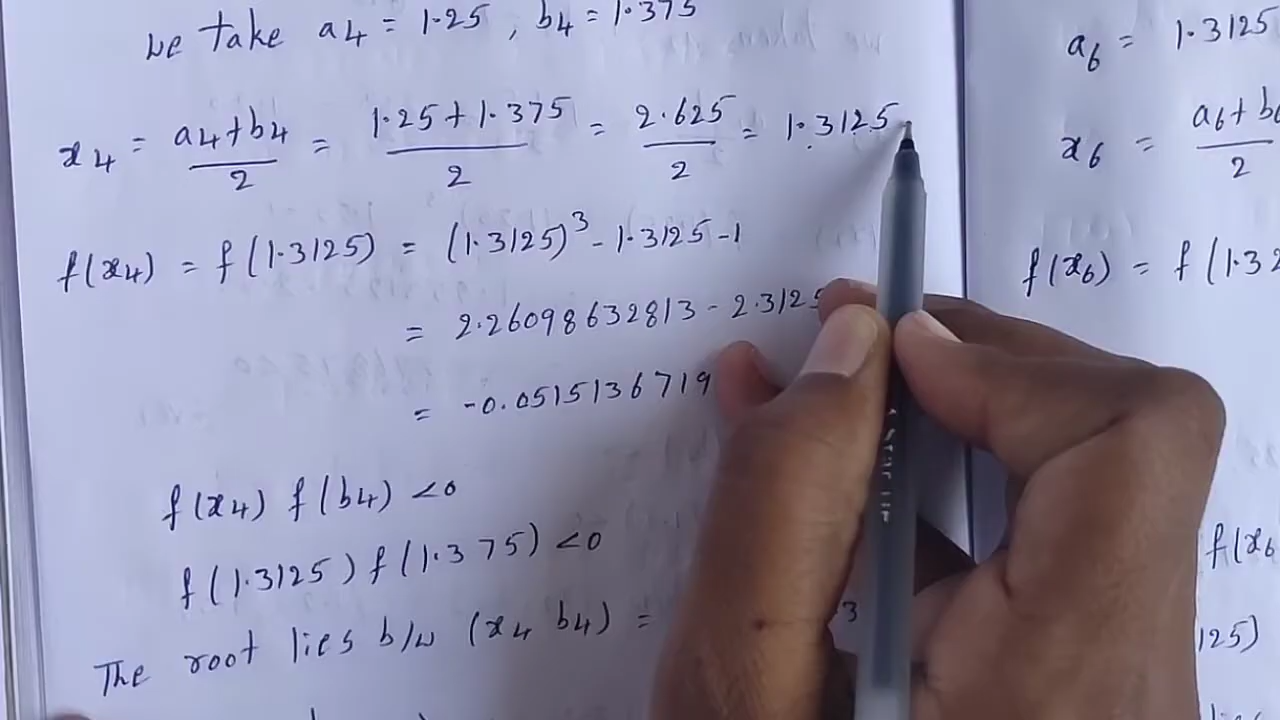 we take a4 = 1.25 , b4 = 1.375
x4 = a4+b4/2 = 1.25+1.375/2 = 2.625/2 = 1.3125
f(x4) = f(1.3125) = (1.3125)³ - 1.3125 - 1
= 2.26098632813 - 2.3125
= -0.0515136719
f(x4) f(b4) <0
f(1.3125) f(1.375) <0
The root lies b/w (x4 b4) =
a6 = 1.3125
x6 = a6+b6/2
f(x6) = f(1.32
f(x6
125)